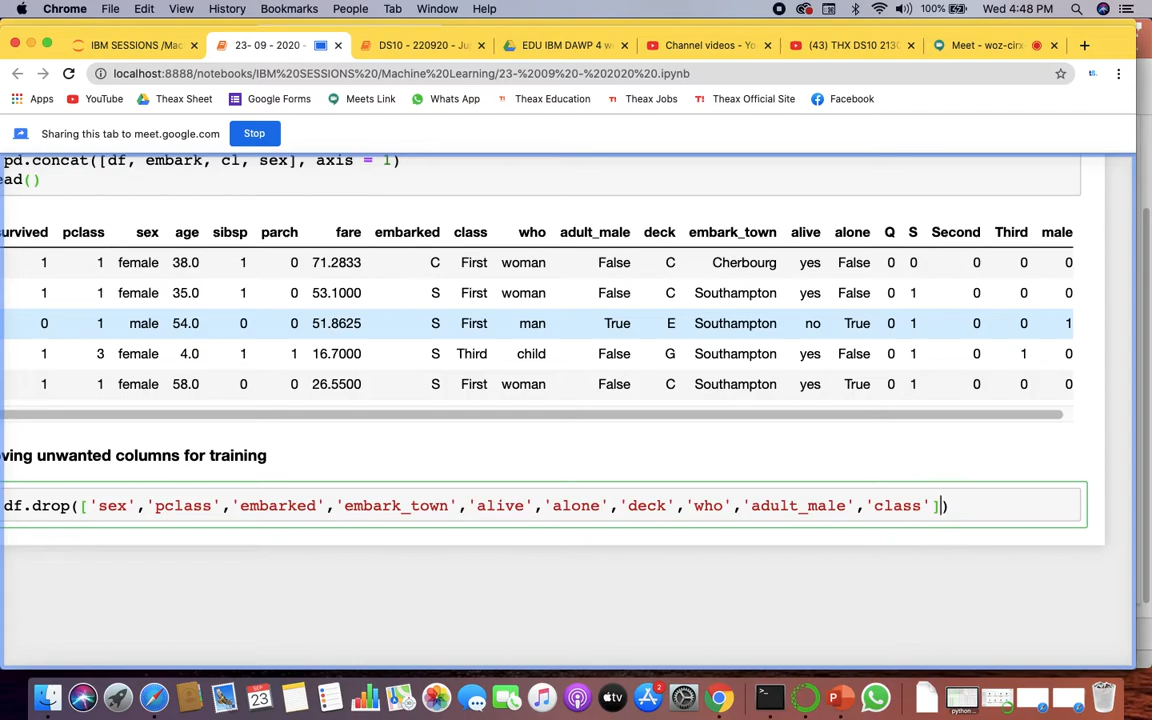 Chrome File Edit View History Bookmarks People Tab Window Help 100% Wed 4:48 PM
IBM SESSIONS /Mac 23- 09 - 2020 - DS10 - 220920 - Ju EDU IBM DAWP 4 w Channel videos - Yo (43) THX DS10 2130 Meet - woz-cirx
localhost:8888/notebooks/IBM%20SESSIONS%20/Machine%20Learning/23-%2009%20-%202020%20.ipynb
Apps YouTube Theax Sheet Google Forms Meets Link Whats App T! Theax Education T! Theax Jobs T! Theax Official Site Facebook
Sharing this tab to meet.google.com Stop
pd.concat([df, embark, cl, sex], axis = 1)
ead()
survived pclass sex age sibsp parch fare embarked class who adult_male deck embark_town alive alone Q S Second Third male
1 1 female 38.0 1 0 71.2833 C First woman False C Cherbourg yes False 0 0 0 0 0
1 1 female 35.0 1 0 53.1000 S First woman False C Southampton yes False 0 1 0 0 0
0 1 male 54.0 0 0 51.8625 S First man True E Southampton no True 0 1 0 0 1
1 3 female 4.0 1 1 16.7000 S Third child False G Southampton yes False 0 1 0 1 0
1 1 female 58.0 0 0 26.5500 S First woman False C Southampton yes True 0 1 0 0 0
ving unwanted columns for training
df.drop(['sex','pclass','embarked','embark_town','alive','alone','deck','who','adult_male','class'])
SEP
23
2
python...